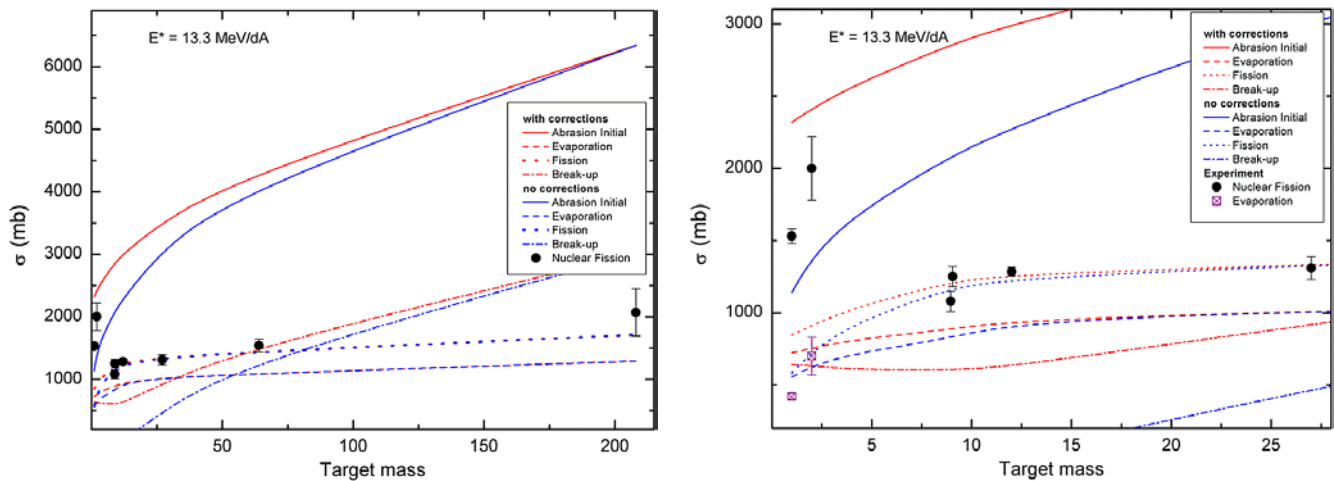 E* = 13.3 MeV/dA
6000
5000
4000
3000
2000
1000
σ (mb)
with corrections
Abrasion Initial
Evaporation
Fission
Break-up
no corrections
Abrasion Initial
Evaporation
Fission
Break-up
Nuclear Fission
50
100
150
200
Target mass
E* = 13.3 MeV/dA
3000
2000
1000
σ (mb)
with corrections
Abrasion Initial
Evaporation
Fission
Break-up
no corrections
Abrasion Initial
Evaporation
Fission
Break-up
Experiment
Nuclear Fission
Evaporation
5
10
15
20
25
Target mass